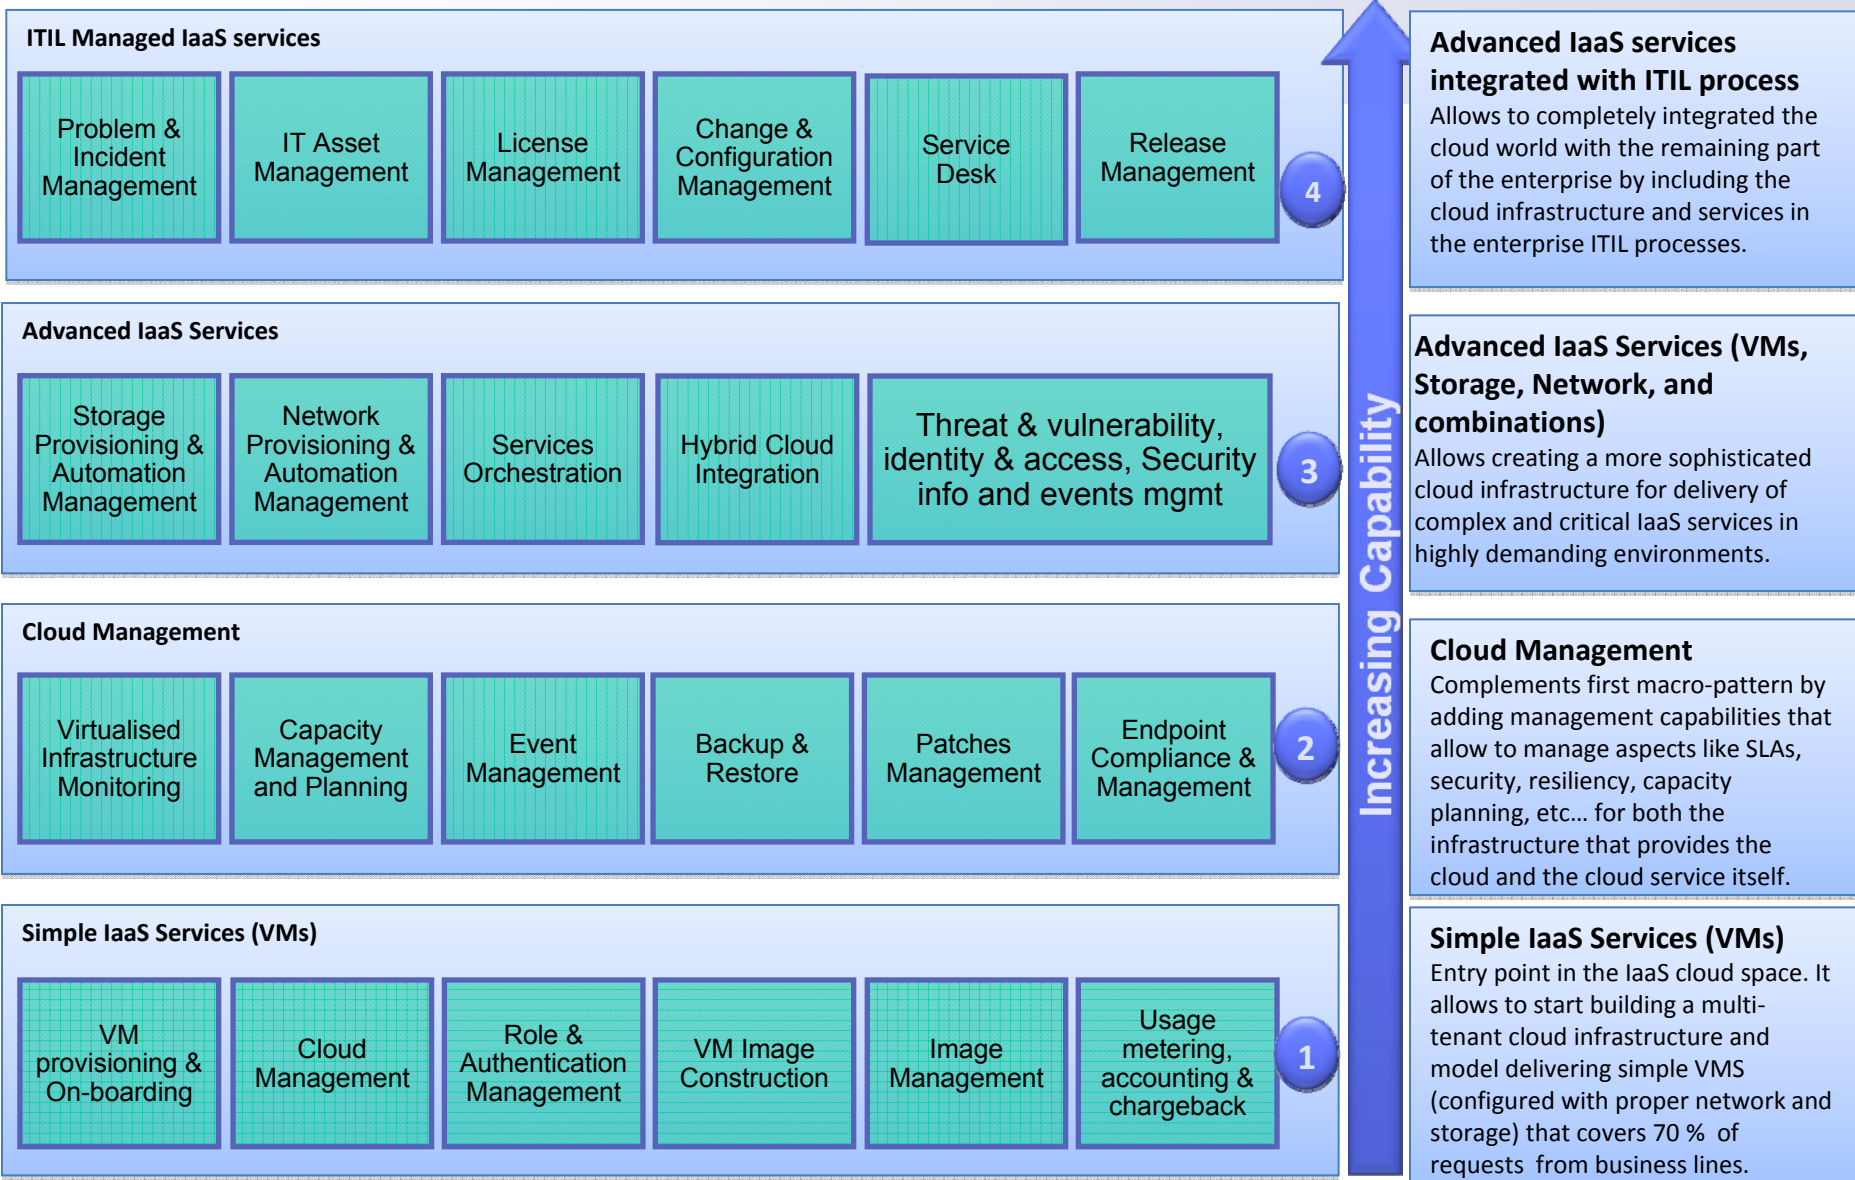 ITIL Managed IaaS services
Problem &
Incident
Management
IT Asset
Management
License
Management
Change &
Configuration
Management
Service
Desk
Release
Management
4
Advanced IaaS services
integrated with ITIL process
Allows to completely integrated the
cloud world with the remaining part
of the enterprise by including the
cloud infrastructure and services in
the enterprise ITIL processes.
Advanced IaaS Services
Storage
Provisioning &
Automation
Management
Network
Provisioning &
Automation
Management
Services
Orchestration
Hybrid Cloud
Integration
Threat & vulnerability,
identity & access, Security
info and events mgmt
3
Advanced IaaS Services (VMs,
Storage, Network, and
combinations)
Allows creating a more sophisticated
cloud infrastructure for delivery of
complex and critical IaaS services in
highly demanding environments.
Increasing Capability
Cloud Management
Virtualised
Infrastructure
Monitoring
Capacity
Management
and Planning
Event
Management
Backup &
Restore
Patches
Management
Endpoint
Compliance &
Management
2
Cloud Management
Complements first macro-pattern by
adding management capabilities that
allow to manage aspects like SLAs,
security, resiliency, capacity
planning, etc... for both the
infrastructure that provides the
cloud and the cloud service itself.
Simple IaaS Services (VMs)
VM
provisioning &
On-boarding
Cloud
Management
Role &
Authentication
Management
VM Image
Construction
Image
Management
Usage
metering,
accounting &
chargeback
1
Simple IaaS Services (VMs)
Entry point in the IaaS cloud space. It
allows to start building a multi-
tenant cloud infrastructure and
model delivering simple VMS
(configured with proper network and
storage) that covers 70 % of
requests from business lines.